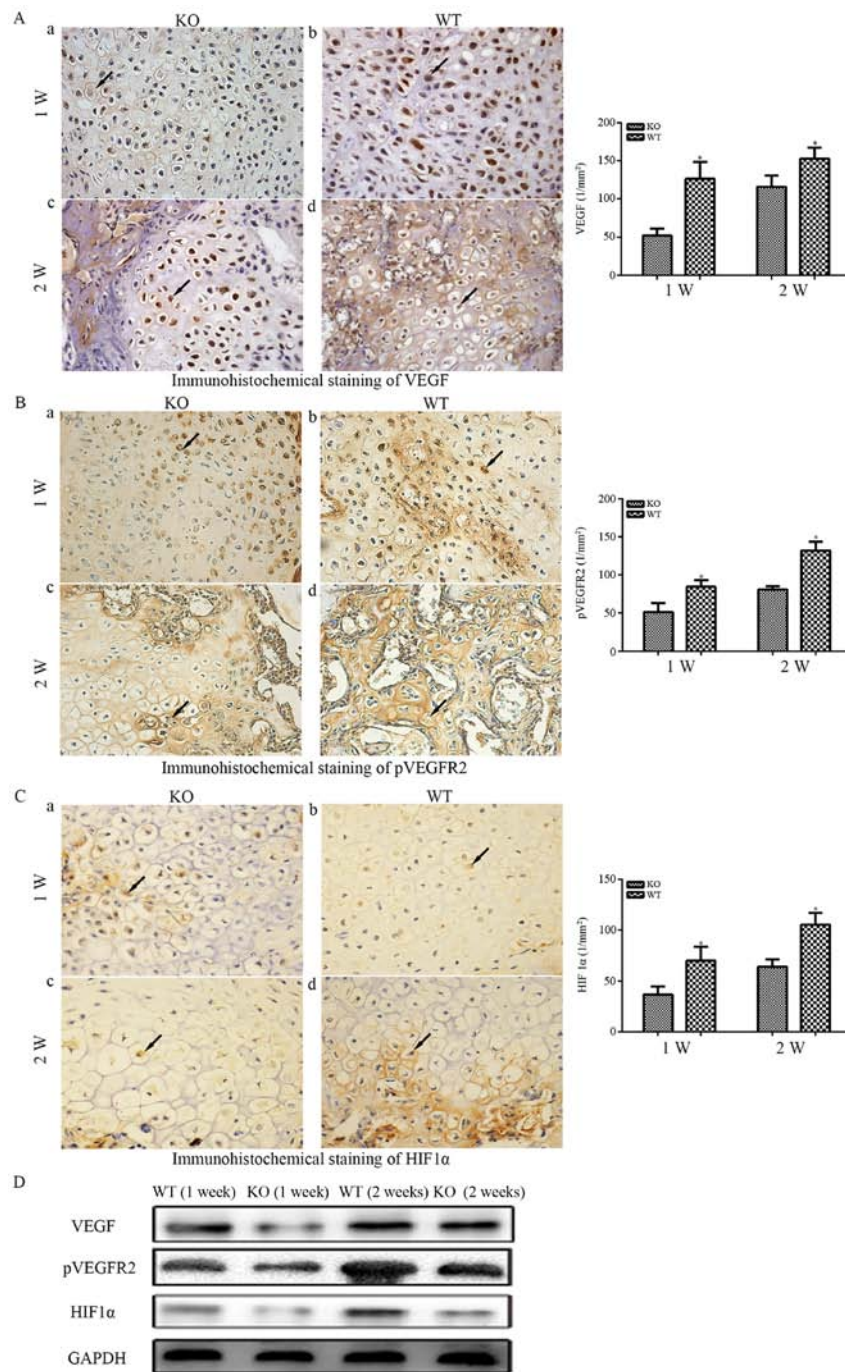 A
KO
WT
a
b
1 W
c
d
2 W
Immunohistochemical staining of VEGF
KO
WT
200
150
100
50
0
VEGF (1/mm²)
*
*
1 W
2 W
B
KO
WT
a
b
1 W
c
d
2 W
Immunohistochemical staining of pVEGFR2
KO
WT
200
150
100
50
0
pVEGFR2 (1/mm²)
*
*
1 W
2 W
C
KO
WT
a
b
1 W
c
d
2 W
Immunohistochemical staining of HIF1α
KO
WT
150
100
50
0
HIF 1α (1/mm²)
*
*
1 W
2 W
D
WT (1 week) KO (1 week) WT (2 weeks) KO (2 weeks)
VEGF
pVEGFR2
HIF1α
GAPDH